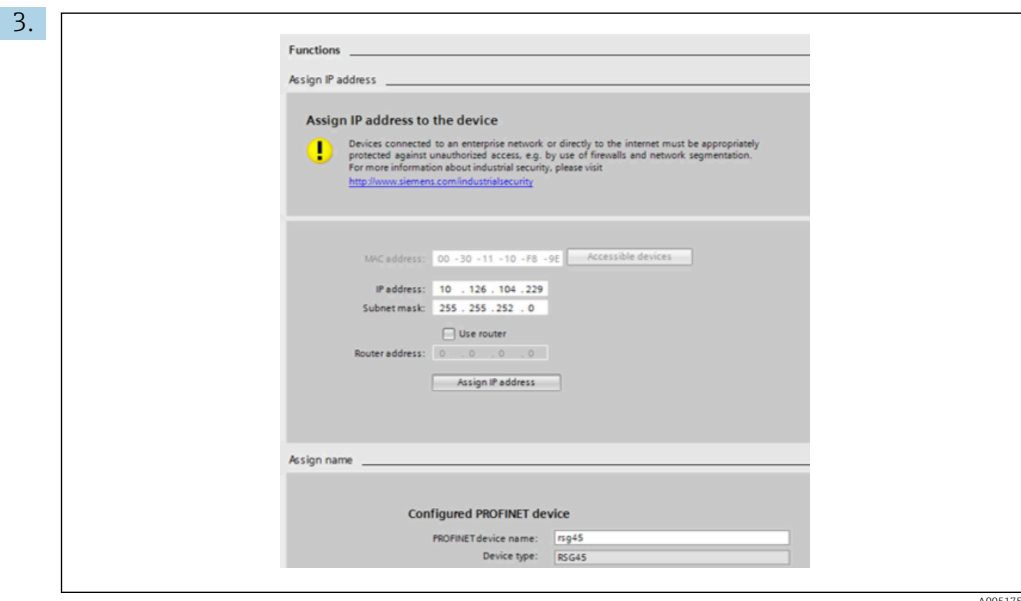 3.
Functions
Assign IP address
Assign IP address to the device
Devices connected to an enterprise network or directly to the internet must be appropriately
protected against unauthorized access, e.g. by use of firewalls and network segmentation.
For more information about industrial security, please visit
http://www.siemens.com/industrialsecurity
MAC address: 00 -30 -11 -10 -F8 -9E Accessible devices
IP address: 10 . 126 . 104 . 229
Subnet mask: 255 . 255 . 252 . 0
Use router
Router address: 0 . 0 . 0 . 0
Assign IP address
Assign name
Configured PROFINET device
PROFINET device name: rsg45
Device type: RSG45